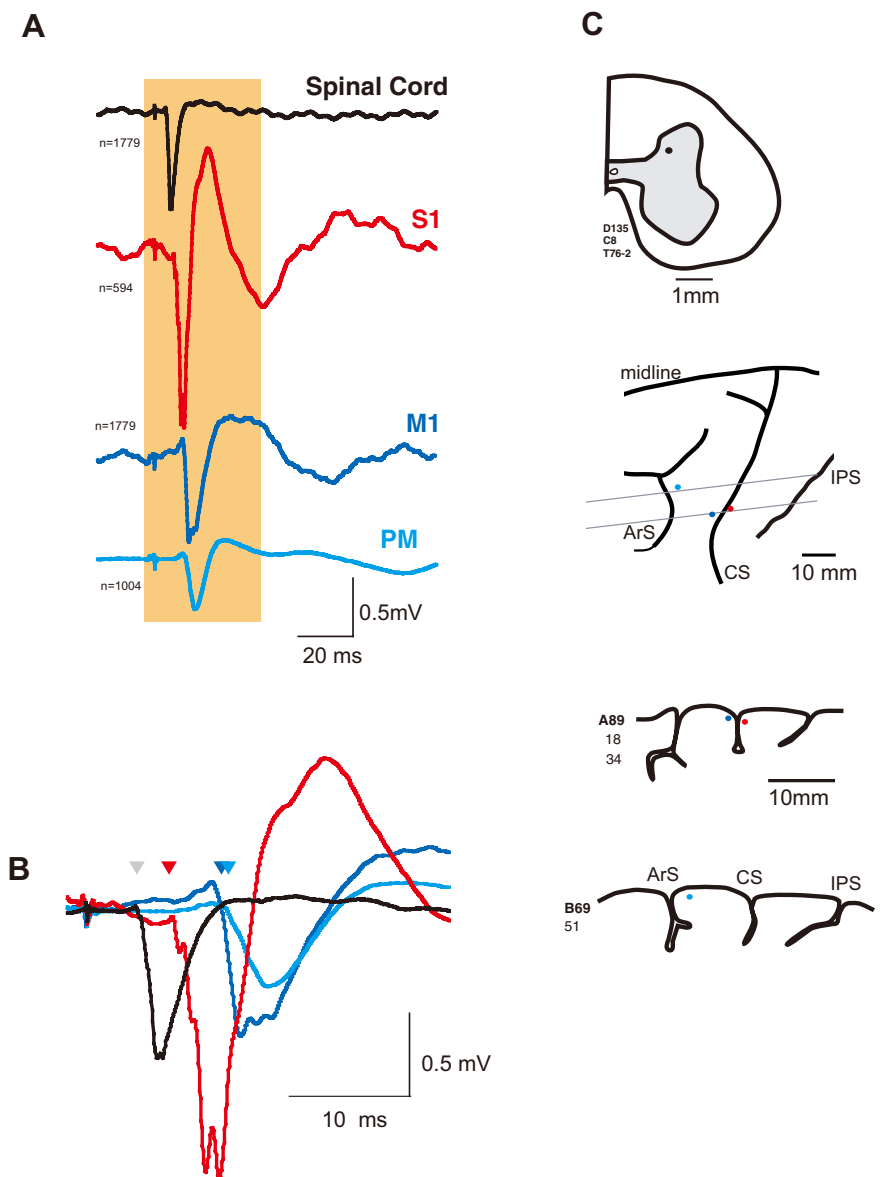 A
Spinal Cord
n=1779
S1
n=594
n=1779
M1
PM
n=1004
0.5mV
20 ms
B
0.5 mV
10 ms
C
D135
C8
T76-2
1mm
midline
IPS
ArS
CS
10 mm
A89
18
34
10mm
ArS CS IPS
B69
51